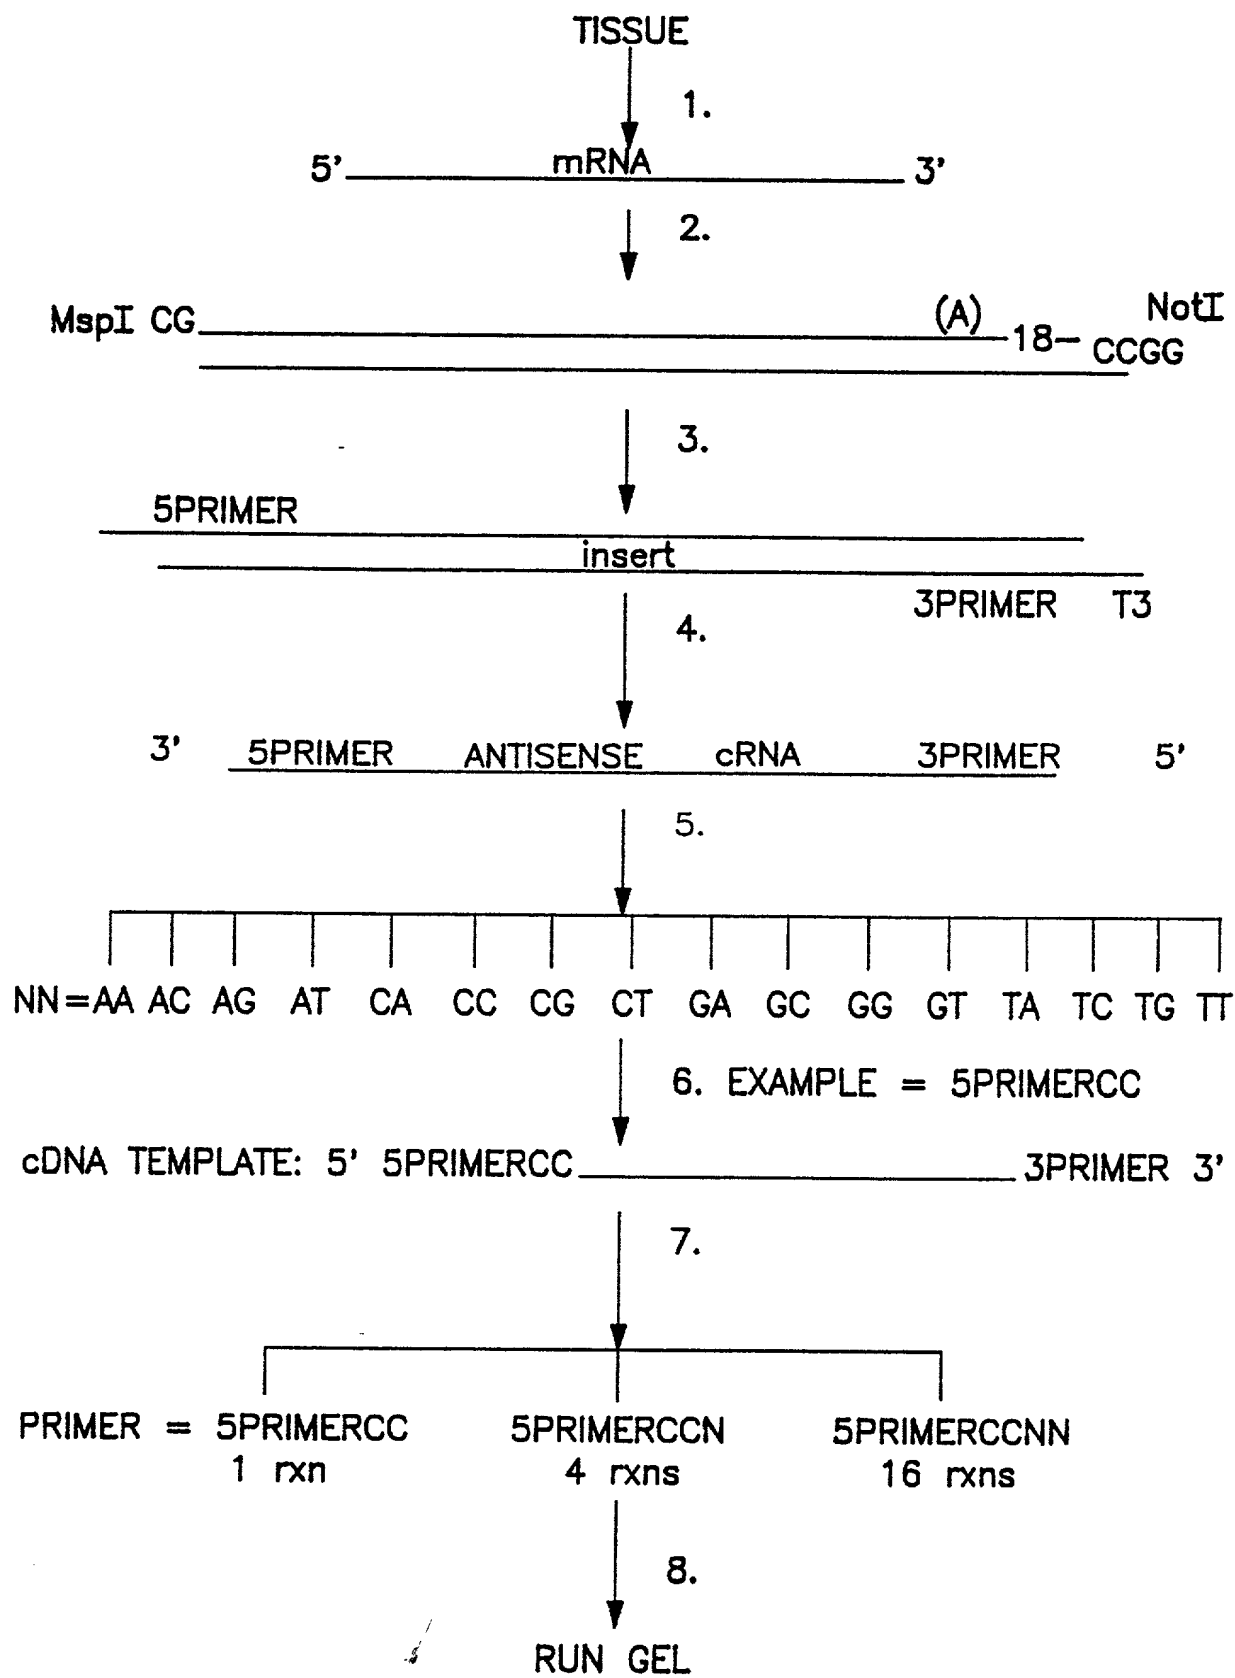 TISSUE
1.
5' mRNA 3'
2.
MspI CG (A) 18- CCGG NotI
3.
5PRIMER
insert
3PRIMER T3
4.
3' 5PRIMER ANTISENSE cRNA 3PRIMER 5'
5.
NN=AA AC AG AT CA CC CG CT GA GC GG GT TA TC TG TT
6. EXAMPLE = 5PRIMERCC
cDNA TEMPLATE: 5' 5PRIMERCC 3PRIMER 3'
7.
PRIMER = 5PRIMERCC 5PRIMERCCN 5PRIMERCCNN
1 rxn 4 rxns 16 rxns
8.
RUN GEL